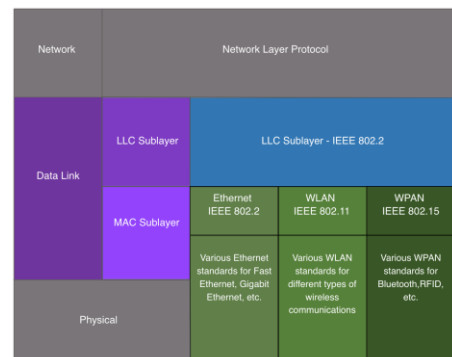 Network
Network Layer Protocol
Data Link
LLC Sublayer
LLC Sublayer - IEEE 802.2
MAC Sublayer
Ethernet
IEEE 802.2
WLAN
IEEE 802.11
WPAN
IEEE 802.15
Various Ethernet
standards for Fast
Ethernet, Gigabit
Ethernet, etc.
Various WLAN
standards for
different types of
wireless
communications
Various WPAN
standards for
Bluetooth,RFID,
etc.
Physical